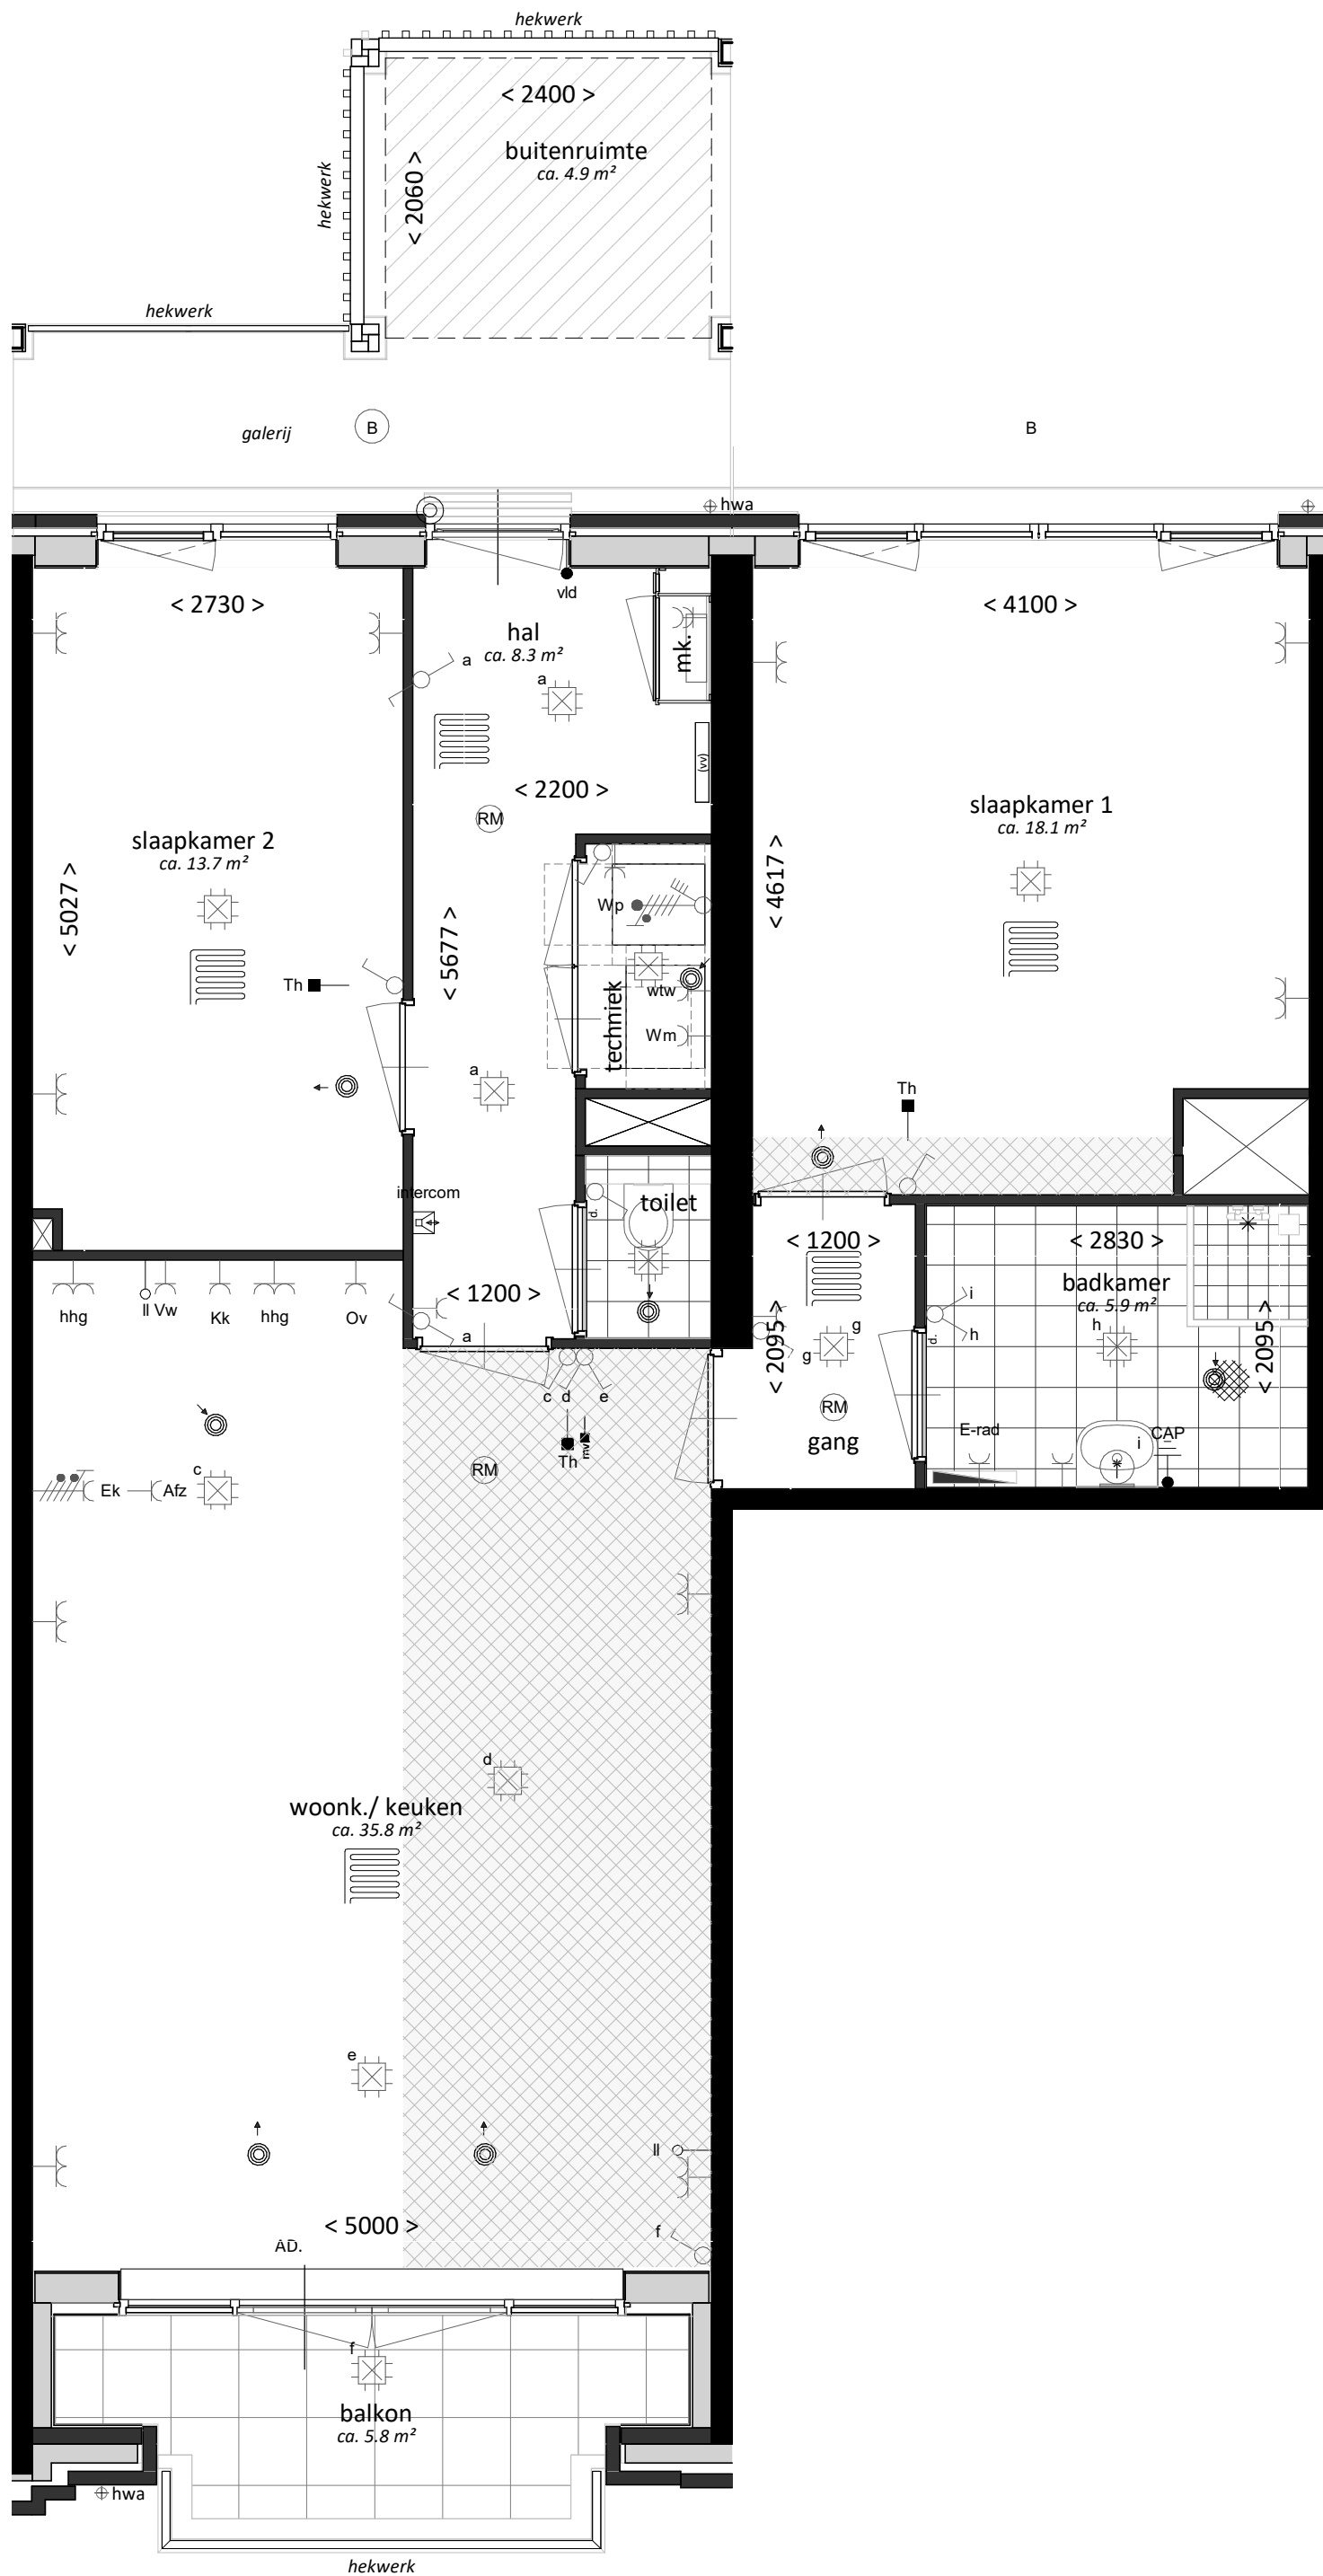 hekwerk
< 2400 >
buitenruimte
ca. 4.9 m²
< 2060 >
hekwerk
hekwerk
galerij
B
B
hwa
vld
< 2730 >
hal
ca. 8.3 m²
mk.
< 4100 >
a
a
(vv)
< 2200 >
RM
slaapkamer 2
ca. 13.7 m²
slaapkamer 1
ca. 18.1 m²
< 5027 >
< 5677 >
< 4617 >
Wp
Th
wtw
techniek
Wm
a
Th
intercom
toilet
d.
< 1200 >
a
< 1200 >
< 2830 >
badkamer
ca. 5.9 m²
hhg
II Vw
Kk
hhg
Ov
i
h
h
g
g
d.
< 2095 >
< 2095 >
c d e
RM
gang
E-rad
i
CAP
Th
mv
RM
Ek
Afz
c
d
woonk./ keuken
ca. 35.8 m²
e
II
f
< 5000 >
AD.
f
balkon
ca. 5.8 m²
hwa
hekwerk